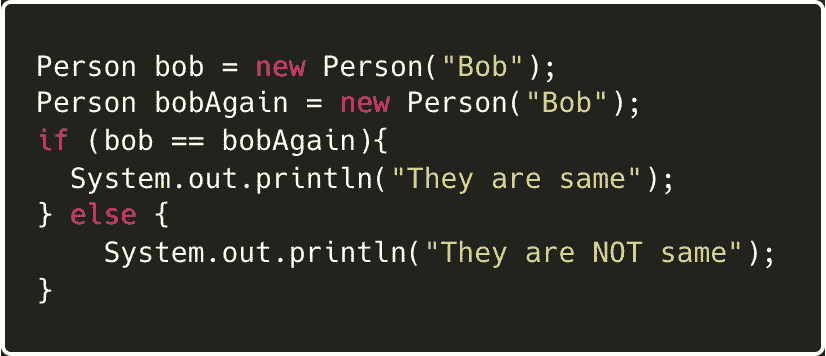 Person bob = new Person("Bob");
Person bobAgain = new Person("Bob");
if (bob == bobAgain){
  System.out.println("They are same");
} else {
    System.out.println("They are NOT same");
}